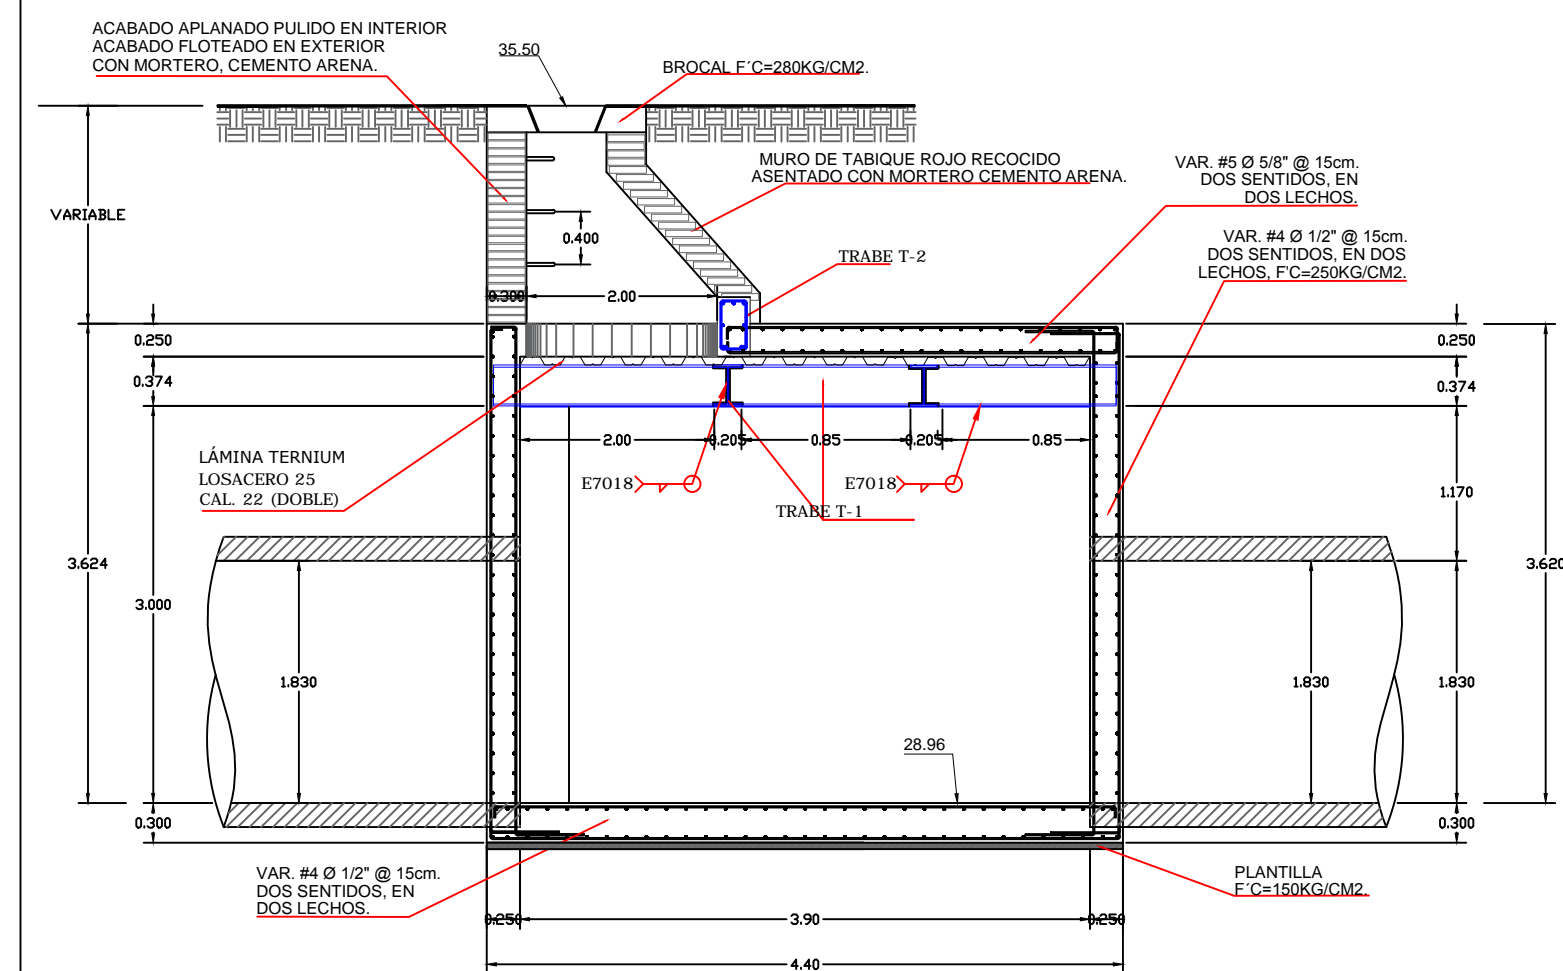 ACABADO APLANADO PULIDO EN INTERIOR
ACABADO FLOTEADO EN EXTERIOR
CON MORTERO, CEMENTO ARENA.
35.50
BROCAL F´C=280KG/CM2.
MURO DE TABIQUE ROJO RECOCIDO
ASENTADO CON MORTERO CEMENTO ARENA.
VAR. #5 Ø 5/8" @ 15cm.
DOS SENTIDOS, EN
DOS LECHOS.
VARIABLE
0.400
VAR. #4 Ø 1/2" @ 15cm.
DOS SENTIDOS, EN DOS
LECHOS, F'C=250KG/CM2.
TRABE T-2
0.300
2.00
0.250
0.250
0.374
0.374
2.00
0.205
0.85
0.205
0.85
LÁMINA TERNIUM
LOSACERO 25
CAL. 22 (DOBLE)
E7018
E7018
1.170
TRABE T-1
3.624
3.620
3.000
1.830
1.830
1.830
28.96
0.300
0.300
VAR. #4 Ø 1/2" @ 15cm.
DOS SENTIDOS, EN
DOS LECHOS.
PLANTILLA
F´C=150KG/CM2.
0.250
3.90
0.250
4.40